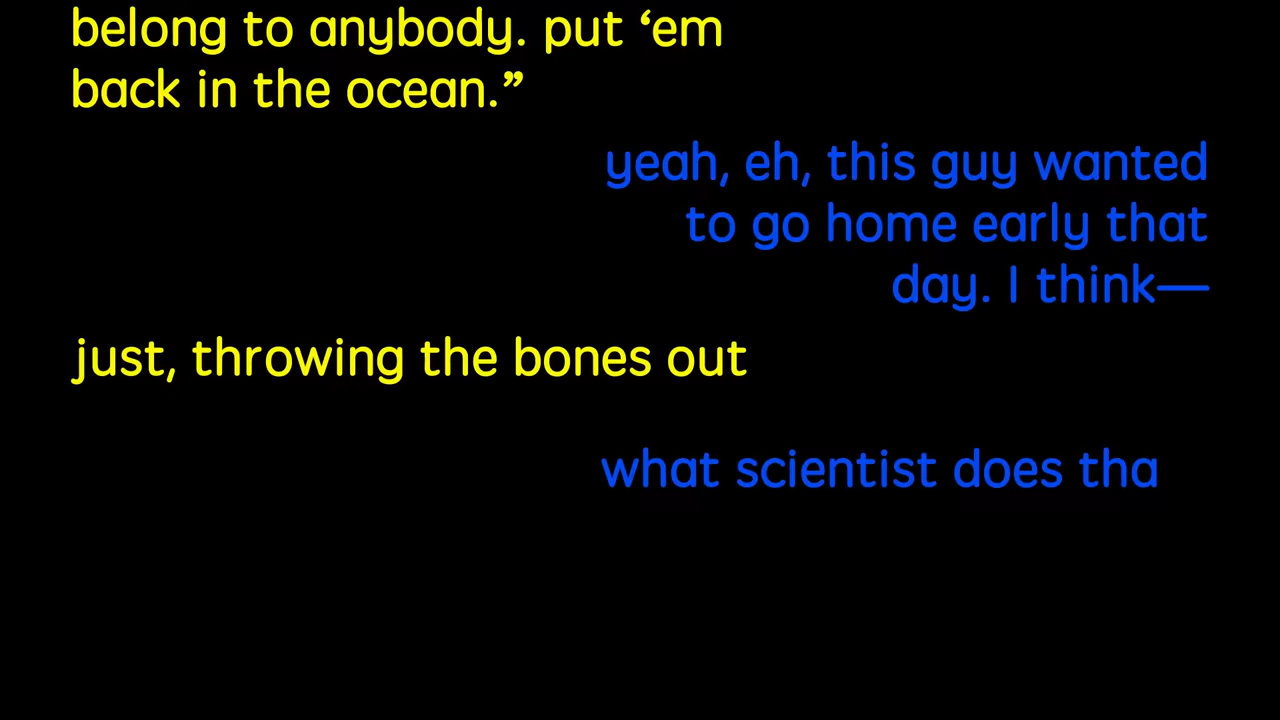 belong to anybody. put ‘em
back in the ocean.”
yeah, eh, this guy wanted
to go home early that
day. I think—
just, throwing the bones out
what scientist does tha